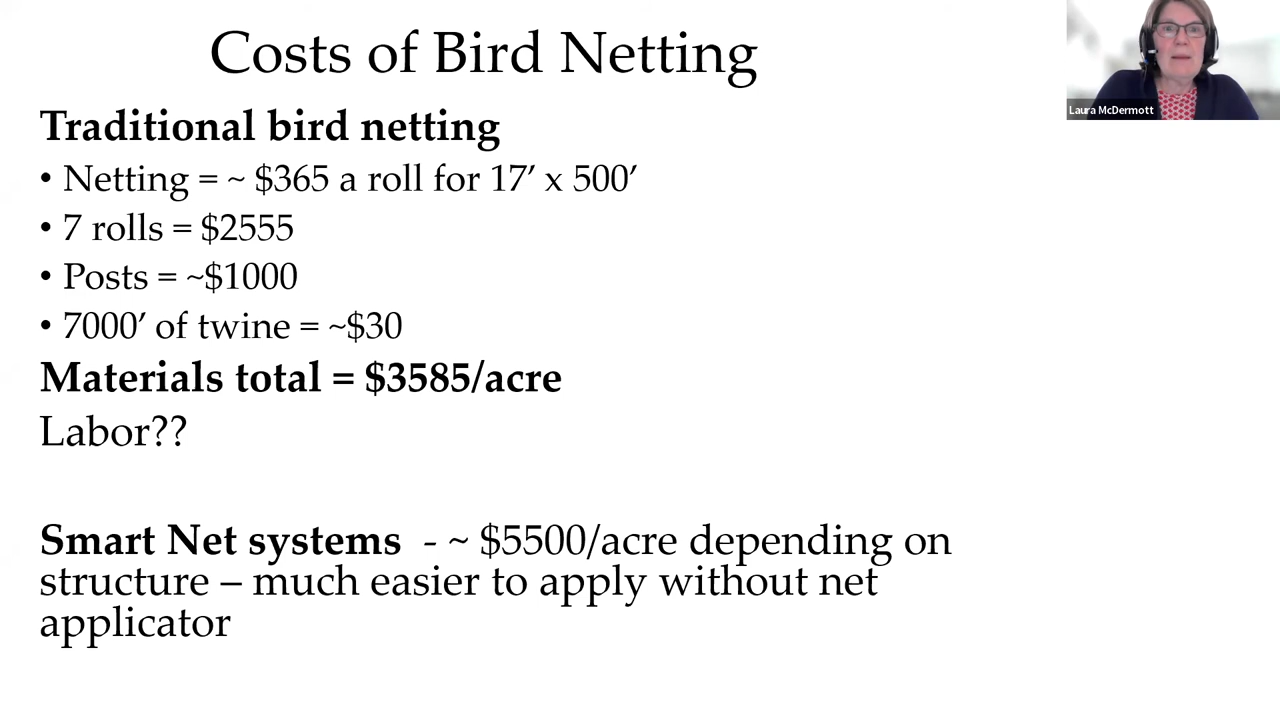 Costs of Bird Netting
Laura McDermott
Traditional bird netting
• Netting = ~ $365 a roll for 17′ x 500′
• 7 rolls = $2555
• Posts = ~$1000
• 7000′ of twine = ~$30
Materials total = $3585/acre
Labor??
Smart Net systems - ~ $5500/acre depending on
structure – much easier to apply without net
applicator